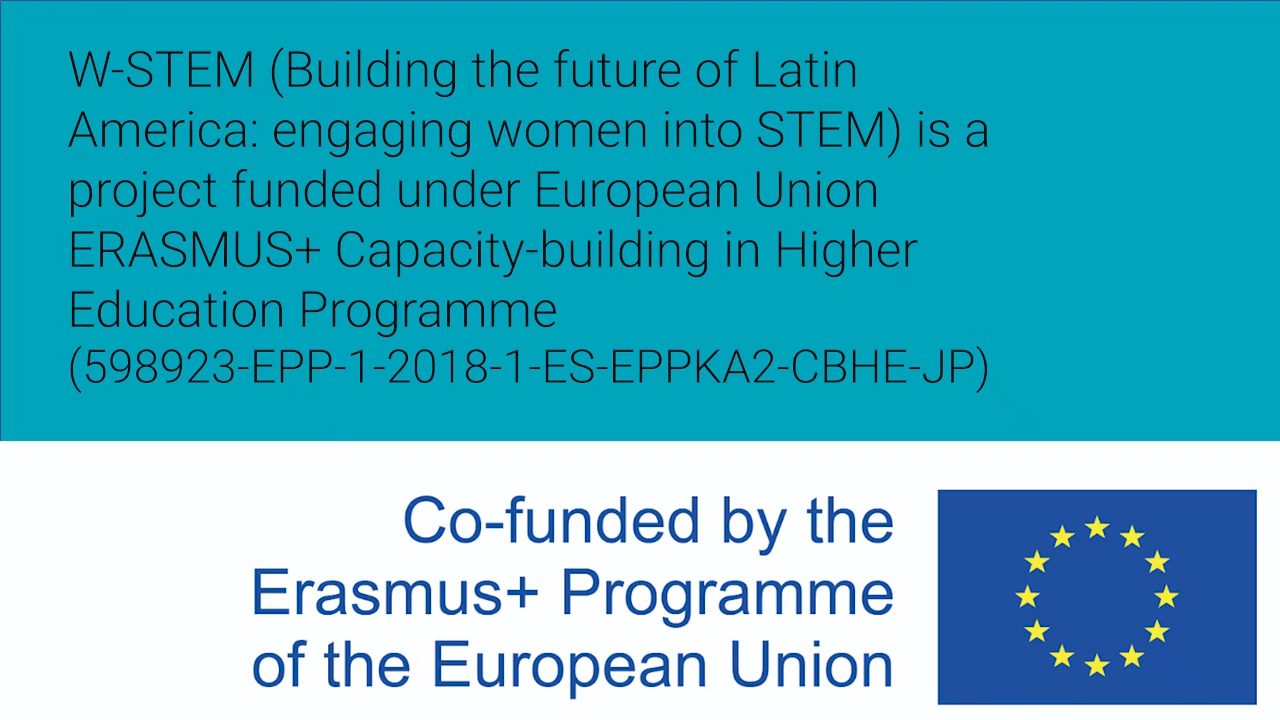 W-STEM (Building the future of Latin
America: engaging women into STEM) is a
project funded under European Union
ERASMUS+ Capacity-building in Higher
Education Programme
(598923-EPP-1-2018-1-ES-EPPKA2-CBHE-JP)
Co-funded by the
Erasmus+ Programme
of the European Union